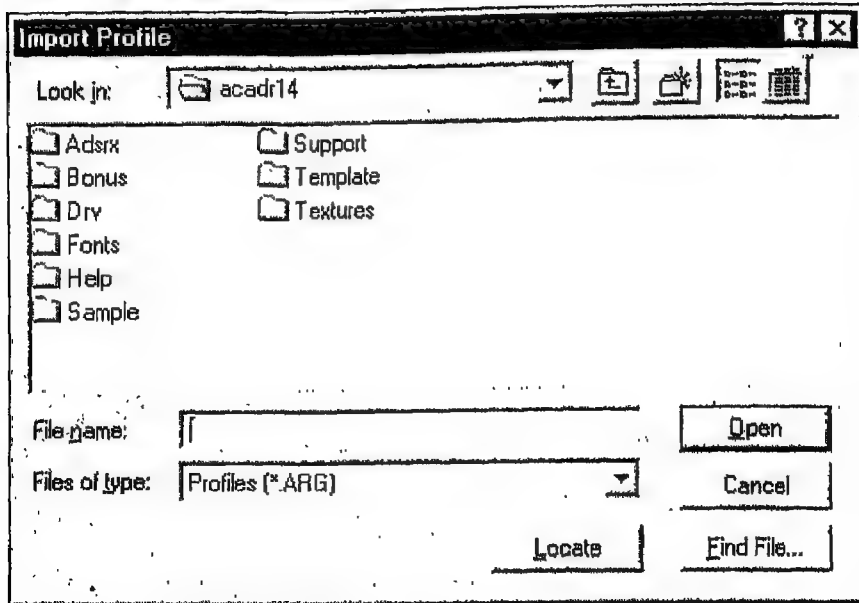 Import Profile
Look in: acadr14
Adsrx
Bonus
Drv
Fonts
Help
Sample
Support
Template
Textures
File name:
Open
Files of type: Profiles (*.ARG)
Cancel
Locate
Find File...